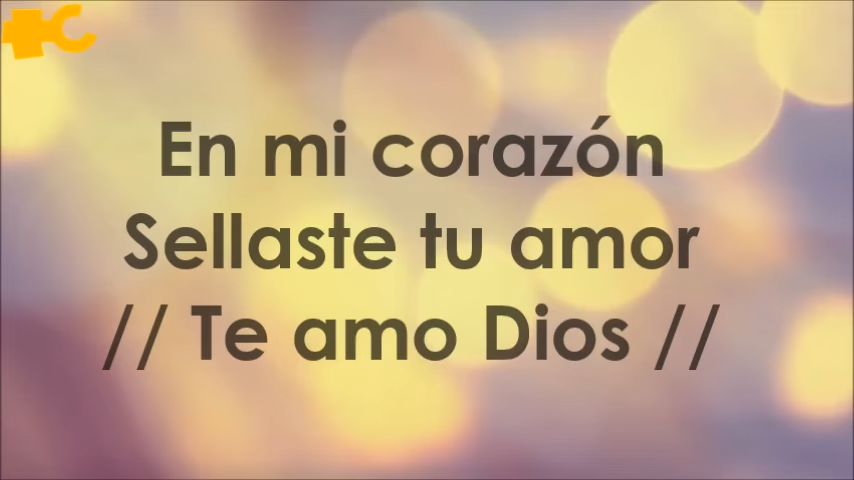 En mi corazón
Sellaste tu amor
// Te amo Dios //